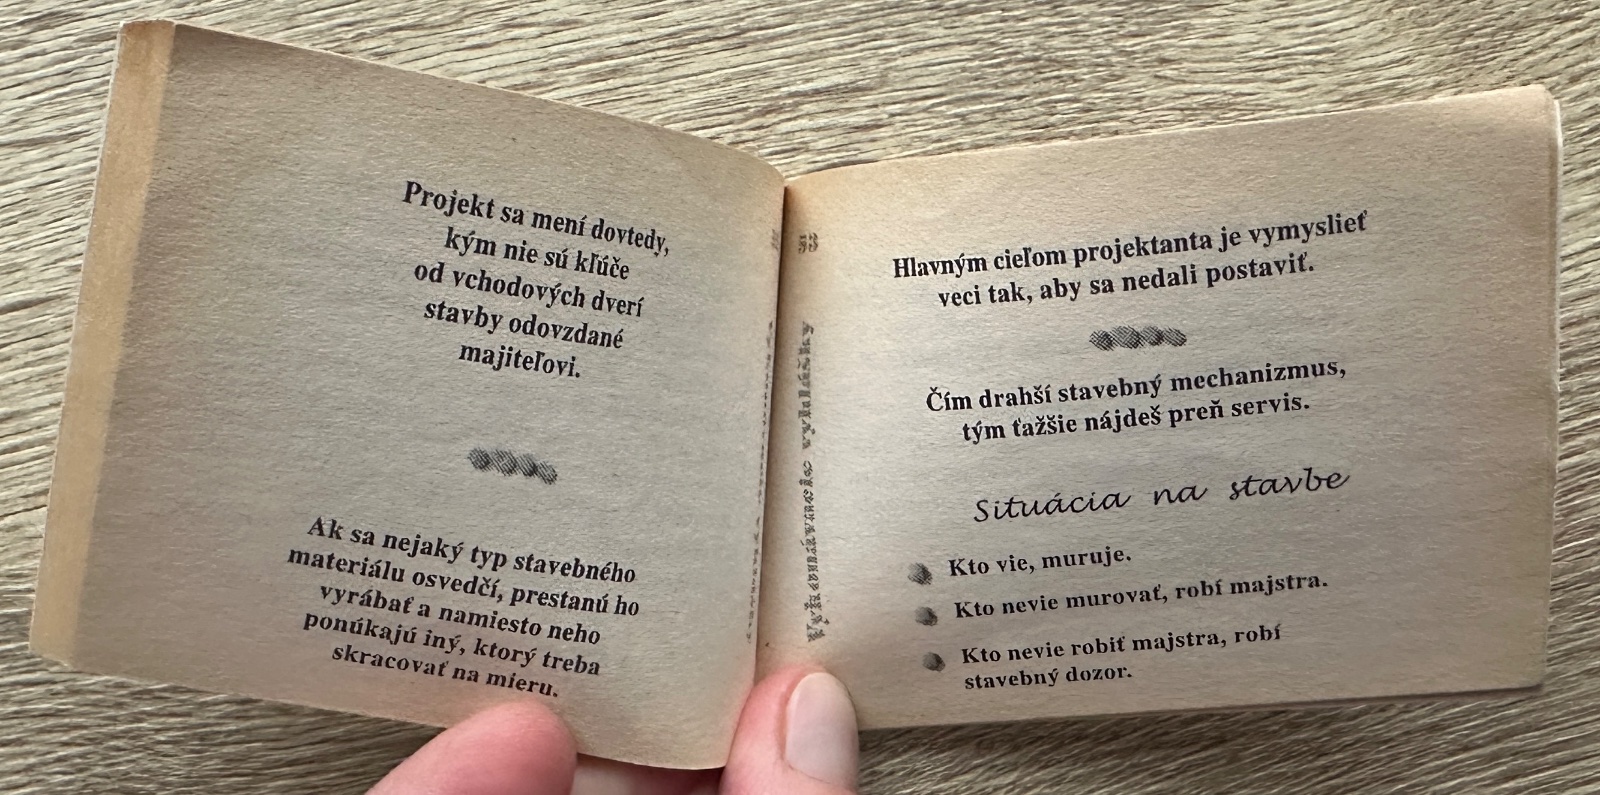 Projekt sa mení dovtedy,
kým nie sú kľúče
od vchodových dverí
stavby odovzdané
majiteľovi.
Ak sa nejaký typ stavebného
materiálu osvedčí, prestanú ho
vyrábať a namiesto neho
ponúkajú iný, ktorý treba
skracovať na mieru.
Hlavným cieľom projektanta je vymyslieť
veci tak, aby sa nedali postaviť.
Čím drahší stavebný mechanizmus,
tým ťažšie nájdeš preň servis.
Situácia na stavbe
Kto vie, muruje.
Kto nevie murovať, robí majstra.
Kto nevie robiť majstra, robí
stavebný dozor.